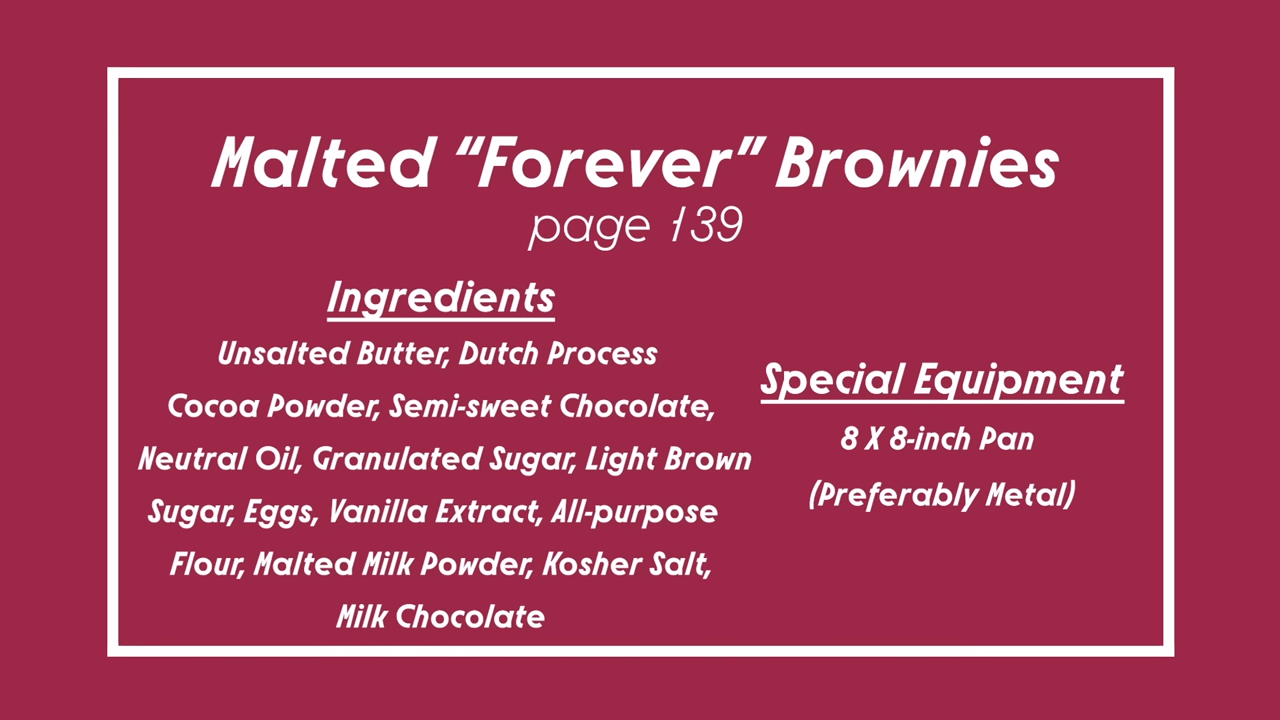 Malted “Forever” Brownies
page 139
Ingredients
Unsalted Butter, Dutch Process
Cocoa Powder, Semi-sweet Chocolate,
Neutral Oil, Granulated Sugar, Light Brown
Sugar, Eggs, Vanilla Extract, All-purpose
Flour, Malted Milk Powder, Kosher Salt,
Milk Chocolate
Special Equipment
8 X 8-inch Pan
(Preferably Metal)